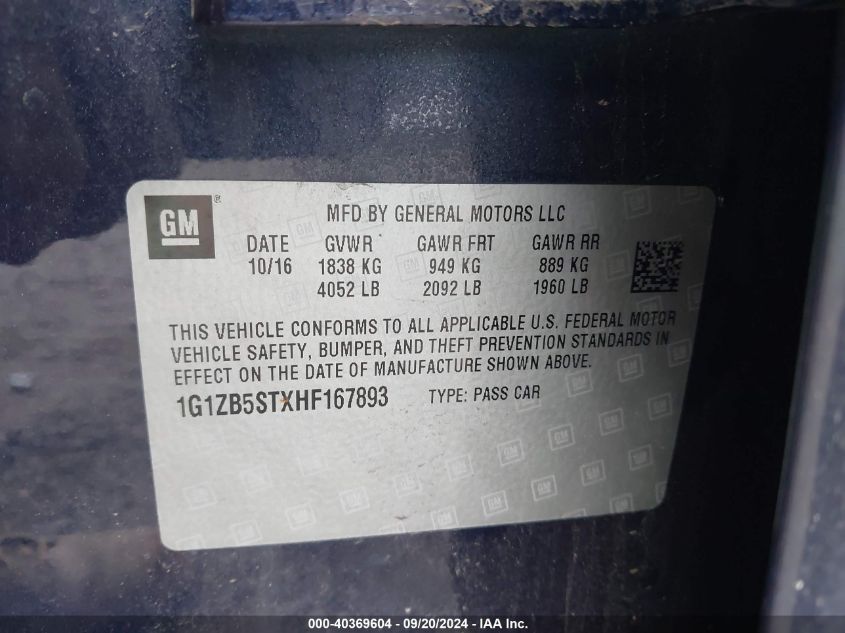 GM®
MFD BY GENERAL MOTORS LLC
DATE GVWR GAWR FRT GAWR RR
10/16 1838 KG 949 KG 889 KG
4052 LB 2092 LB 1960 LB
THIS VEHICLE CONFORMS TO ALL APPLICABLE U.S. FEDERAL MOTOR
VEHICLE SAFETY, BUMPER, AND THEFT PREVENTION STANDARDS IN
EFFECT ON THE DATE OF MANUFACTURE SHOWN ABOVE.
1G1ZB5STXHF167893 TYPE: PASS CAR
000-40369604 - 09/20/2024 - IAA Inc.